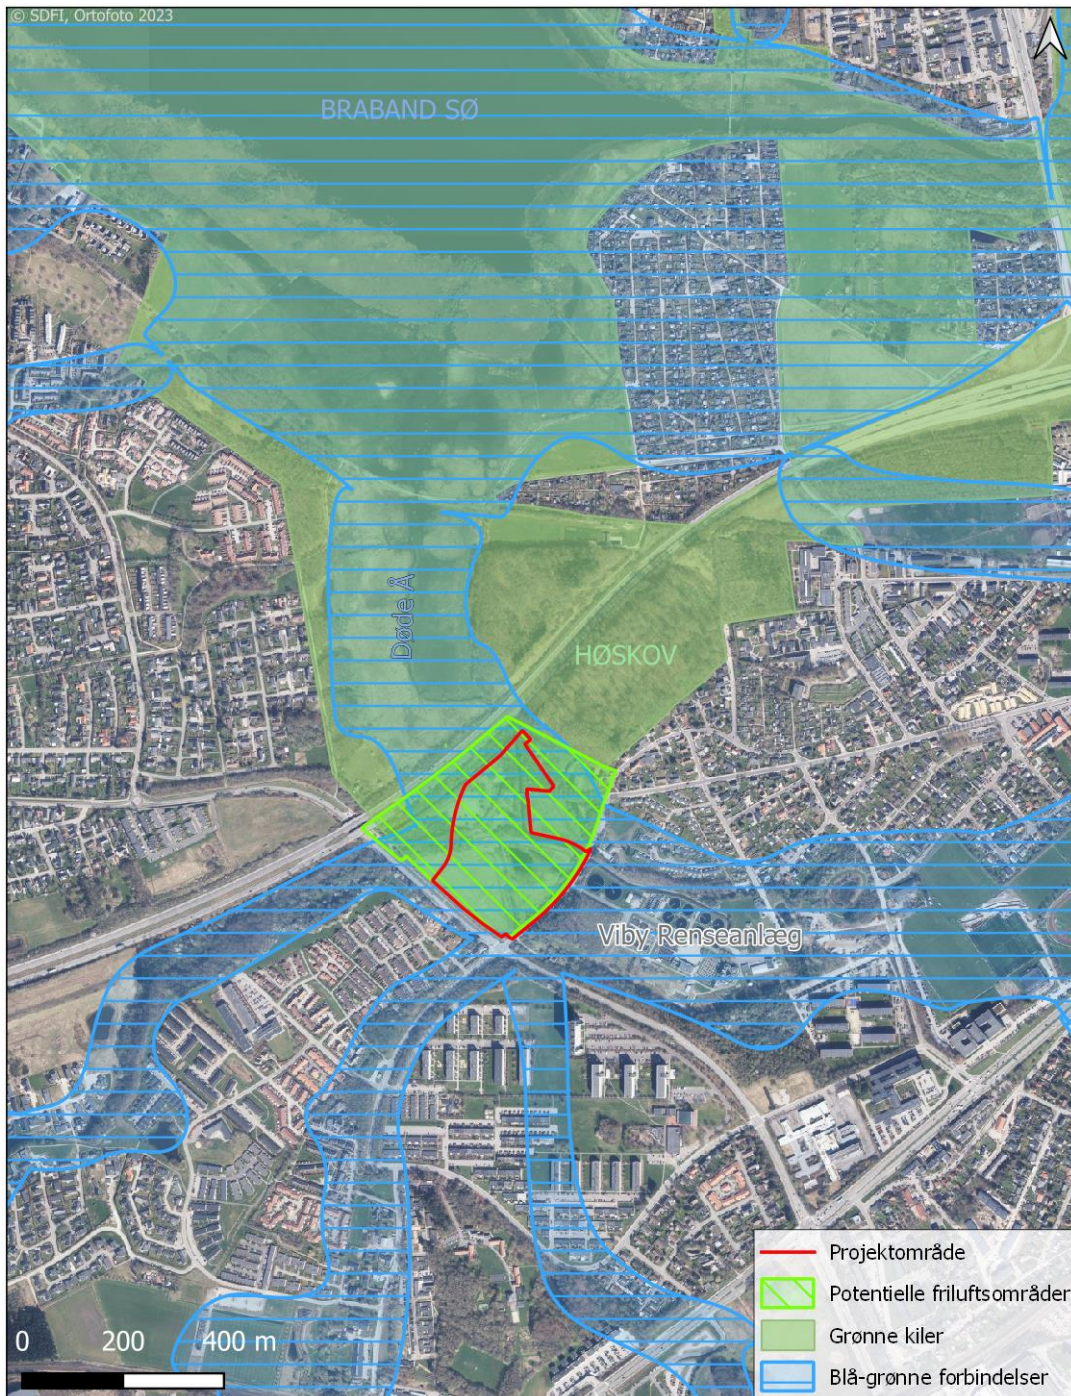 © SDFI, Ortofoto 2023
BRABAND SØ
Døde Å
HØSKOV
Viby Renseanlæg
Projektområde
Potentielle friluftsområder
Grønne kiler
Blå-grønne forbindelser
0 200 400 m